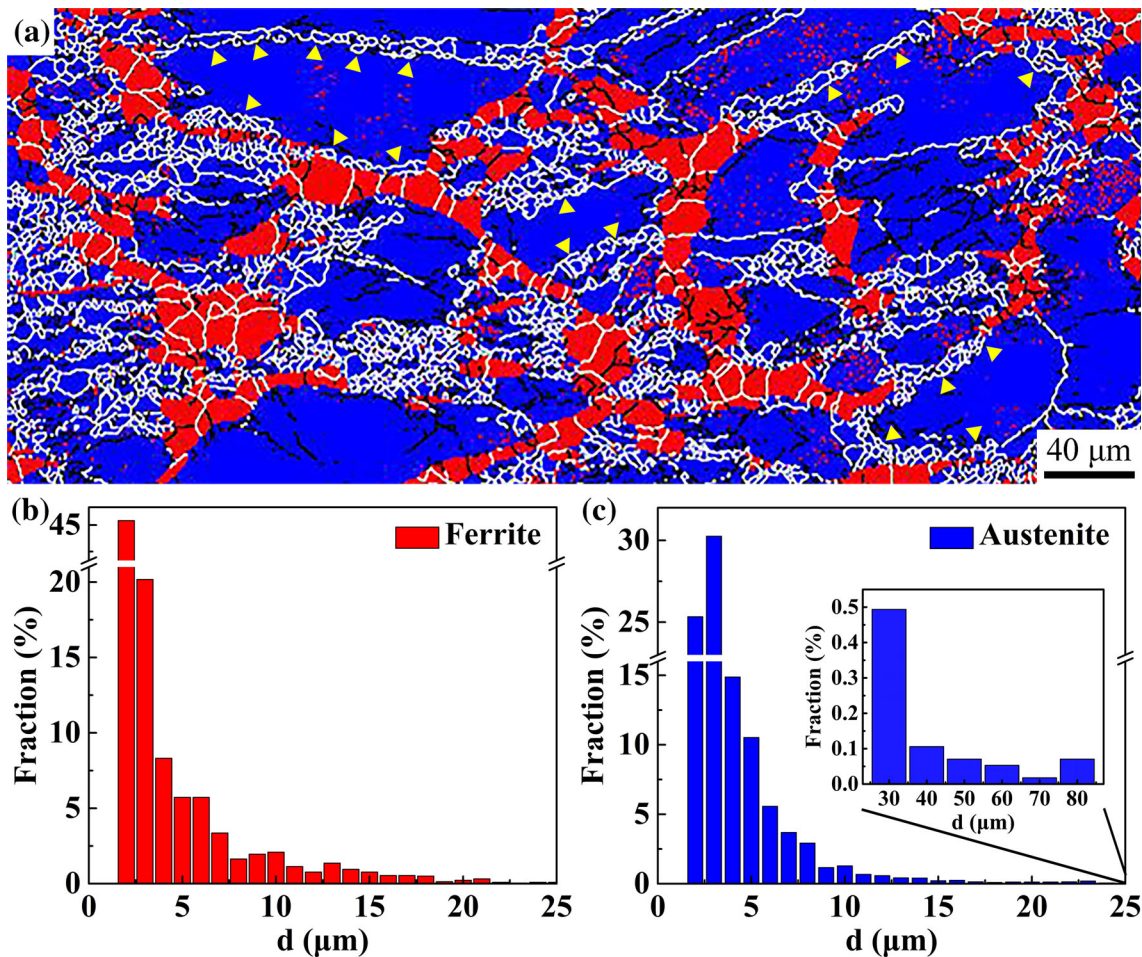 (a)
40 μm
(b)
Ferrite
45
20
15
10
5
0
Fraction (%)
0 5 10 15 20 25
d (μm)
(c)
Austenite
30
25
15
10
5
0
Fraction (%)
0 5 10 15 20 25
d (μm)
0.5
0.4
0.3
0.2
0.1
0.0
Fraction (%)
30 40 50 60 70 80
d (μm)